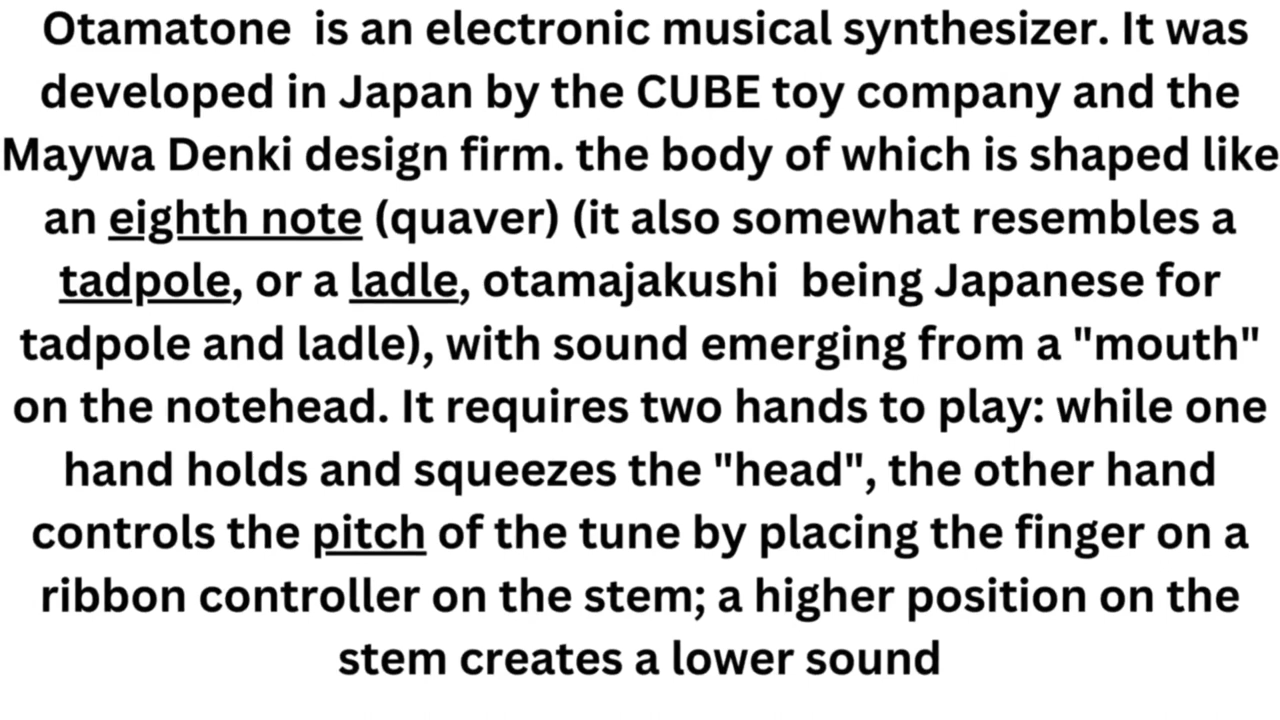 Otamatone  is an electronic musical synthesizer. It was
developed in Japan by the CUBE toy company and the
Maywa Denki design firm. the body of which is shaped like
an eighth note (quaver) (it also somewhat resembles a
tadpole, or a ladle, otamajakushi  being Japanese for
tadpole and ladle), with sound emerging from a "mouth"
on the notehead. It requires two hands to play: while one
hand holds and squeezes the "head", the other hand
controls the pitch of the tune by placing the finger on a
ribbon controller on the stem; a higher position on the
stem creates a lower sound